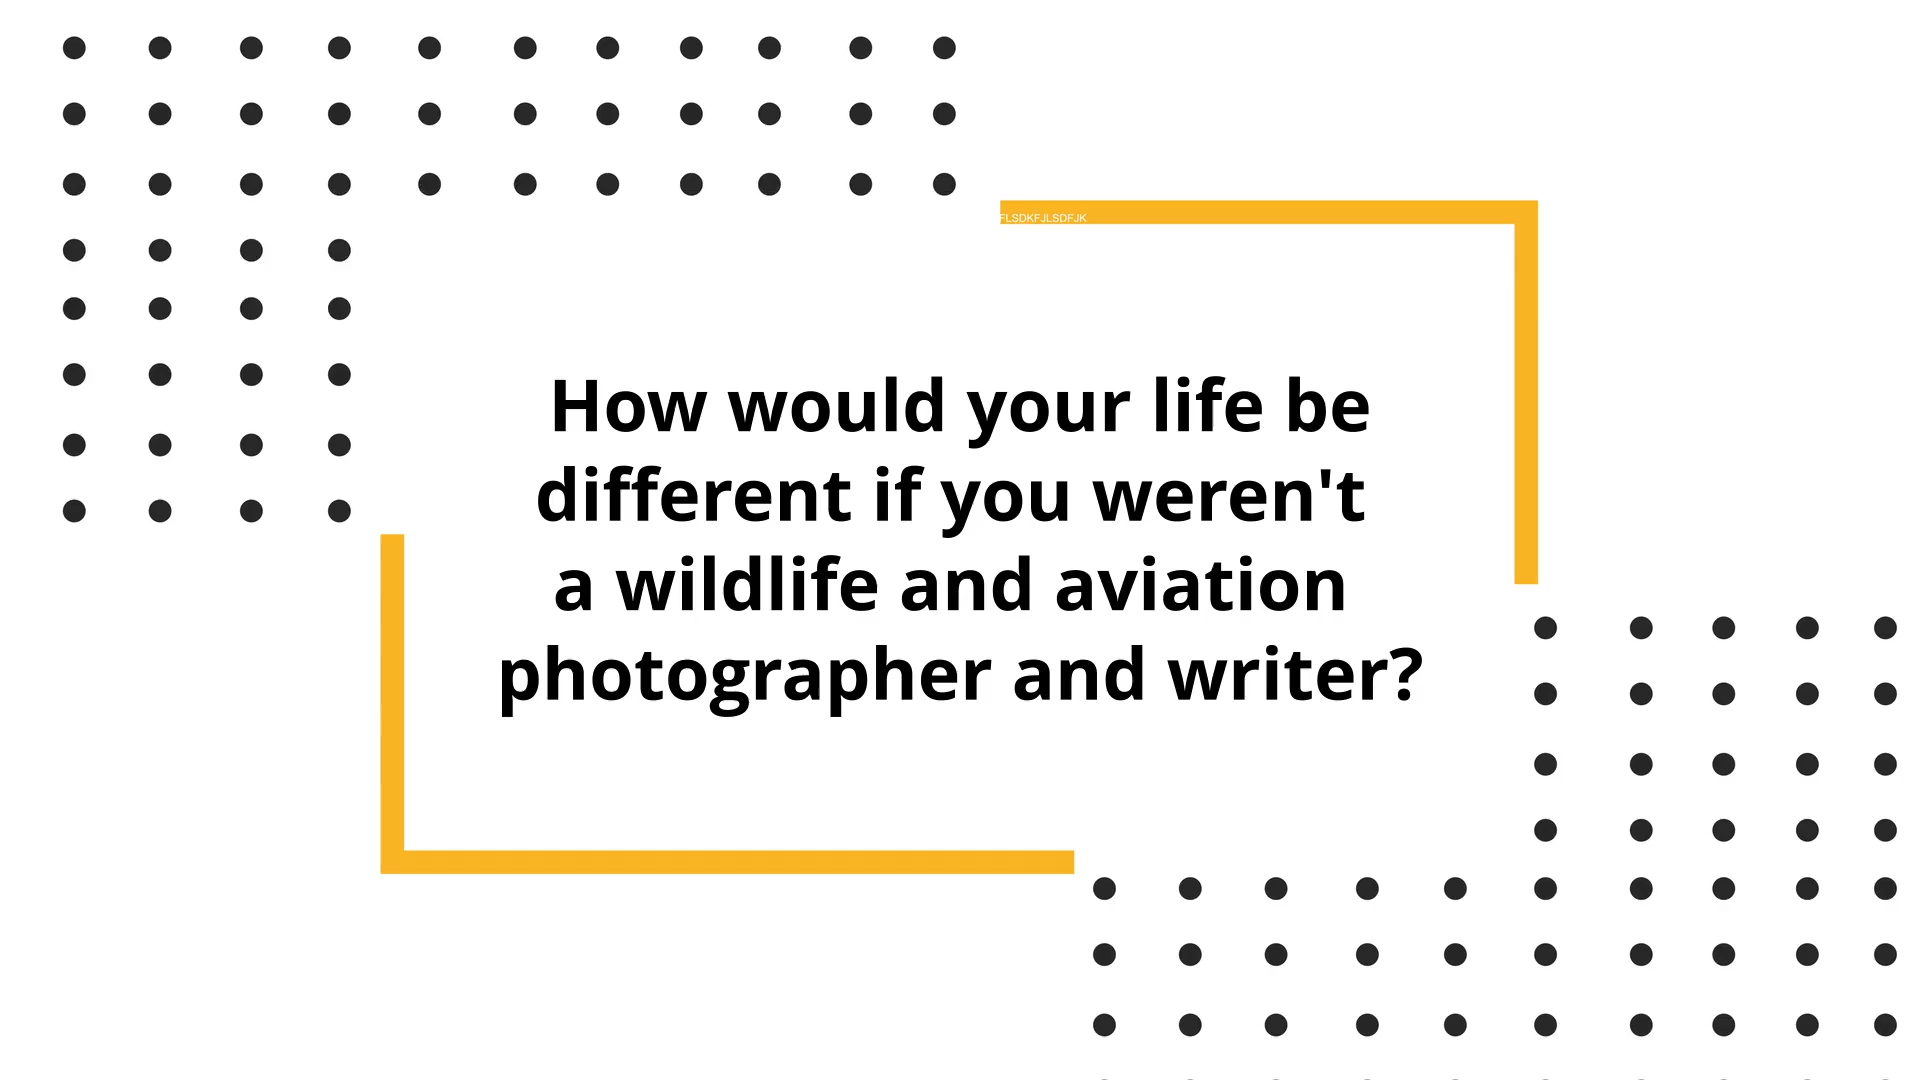 FLSDKFJLSDFJK
How would your life be
different if you weren't
a wildlife and aviation
photographer and writer?